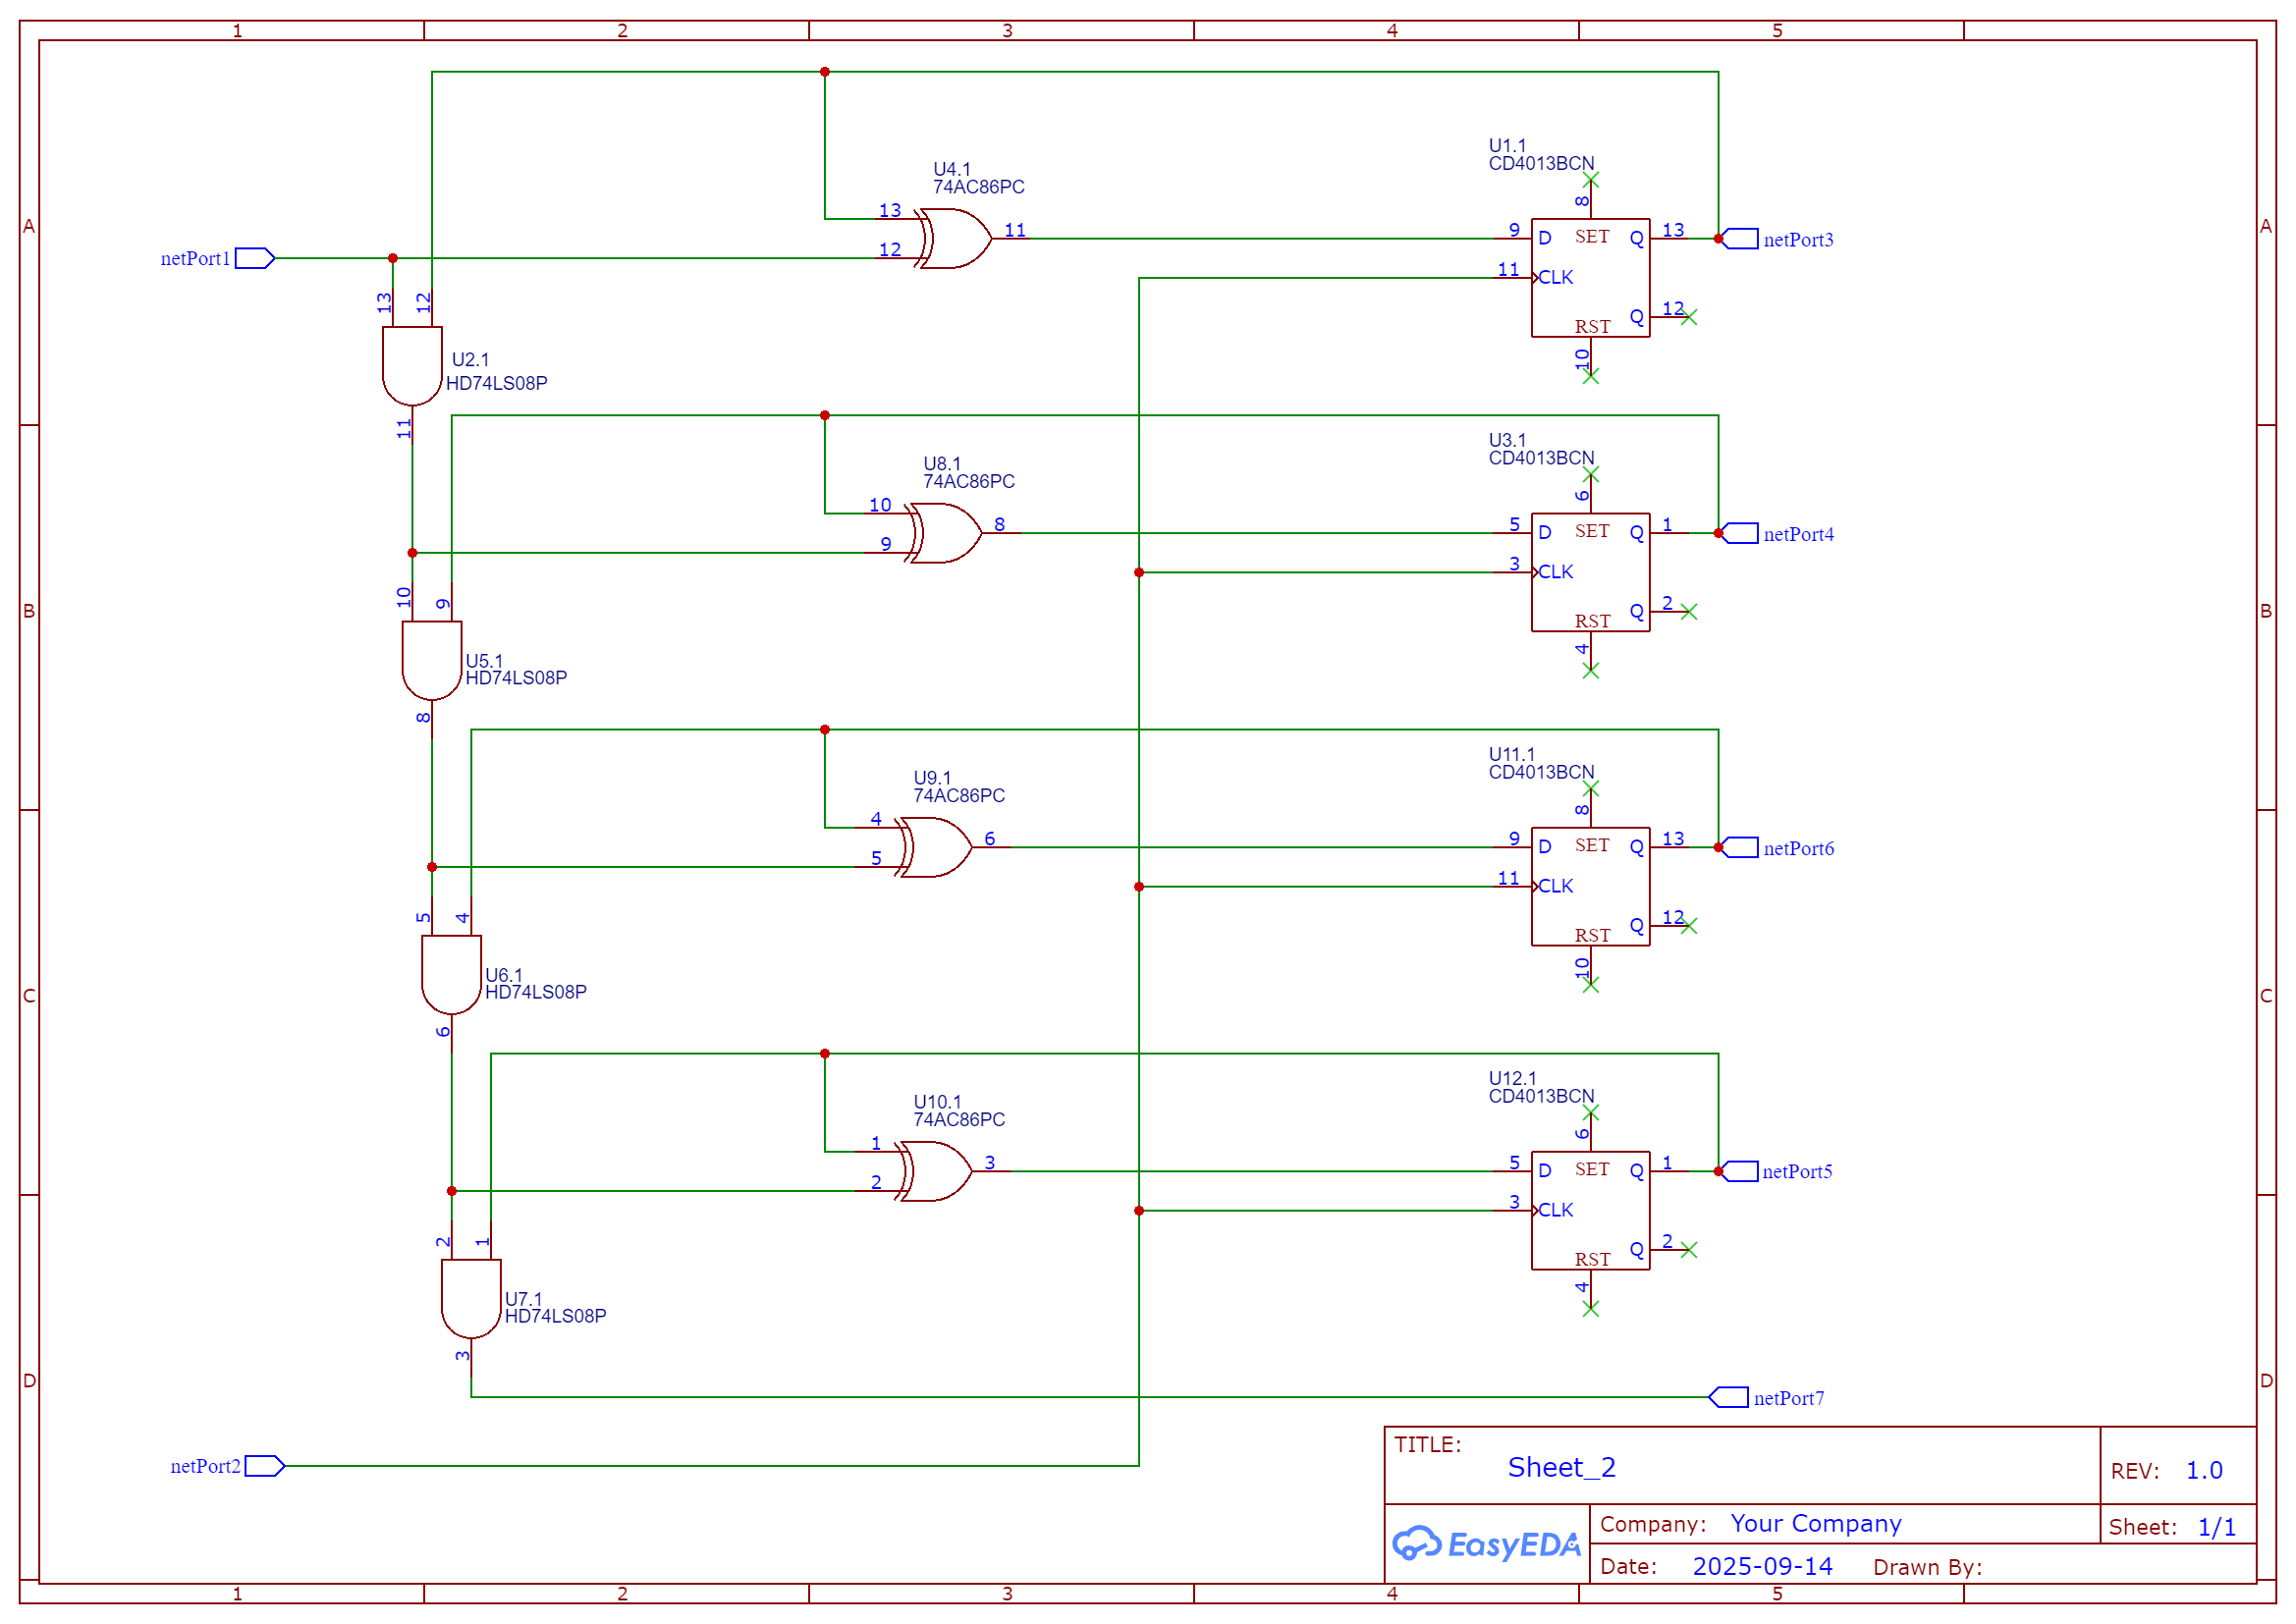 1 2 3 4 5
A A
B B
C C
D D
U4.1
74AC86PC
13
12
11
U1.1
CD4013BCN
8
9 D SET Q 13
11 CLK
Q 12
RST
10
netPort3
netPort1
13 12
U2.1
HD74LS08P
11
U8.1
74AC86PC
10
9
8
U3.1
CD4013BCN
6
5 D SET Q 1
3 CLK
Q 2
RST
4
netPort4
10 9
U5.1
HD74LS08P
8
U9.1
74AC86PC
4
5
6
U11.1
CD4013BCN
8
9 D SET Q 13
11 CLK
Q 12
RST
10
netPort6
5 4
U6.1
HD74LS08P
6
U10.1
74AC86PC
1
2
3
U12.1
CD4013BCN
6
5 D SET Q 1
3 CLK
Q 2
RST
4
netPort5
2 1
U7.1
HD74LS08P
3
netPort7
netPort2
TITLE:
Sheet_2
REV: 1.0
EasyEDA
Company: Your Company
Sheet: 1/1
Date: 2025-09-14 Drawn By:
1 2 3 4 5